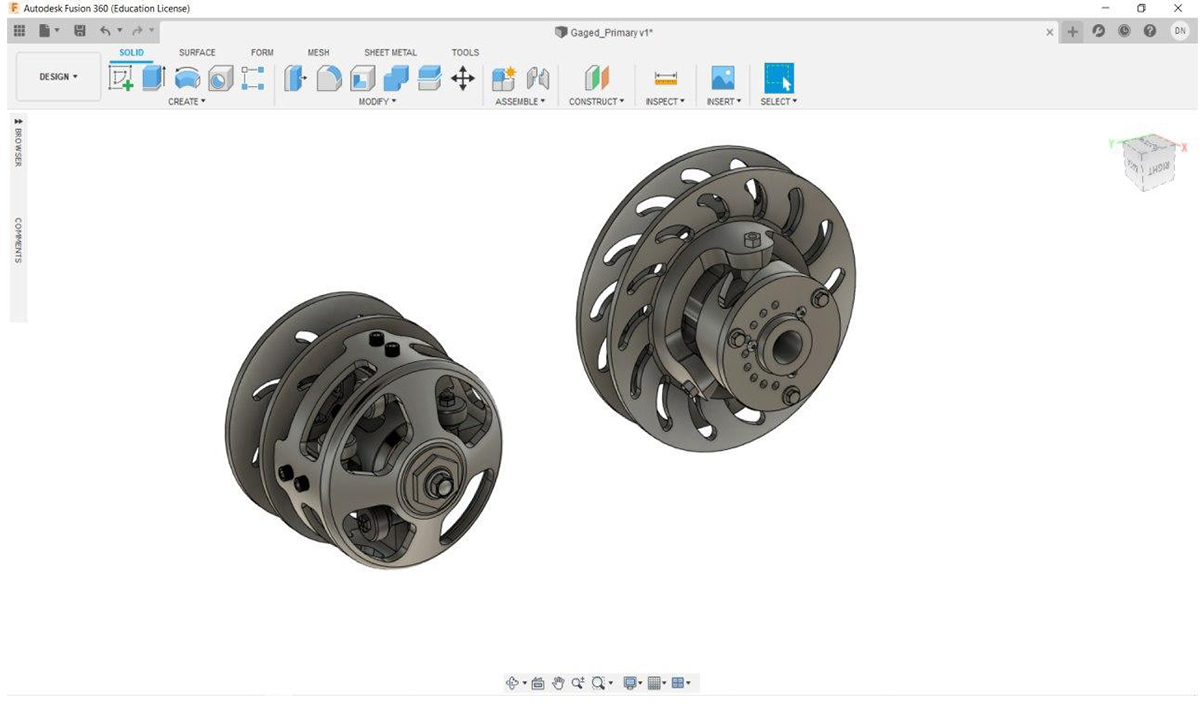 Autodesk Fusion 360 (Education License)
Gaged_Primary v1*
DN
SOLID SURFACE FORM MESH SHEET METAL TOOLS
DESIGN
CREATE MODIFY ASSEMBLE CONSTRUCT INSPECT INSERT SELECT
BROWSER
COMMENTS
Y
X
RIGHT